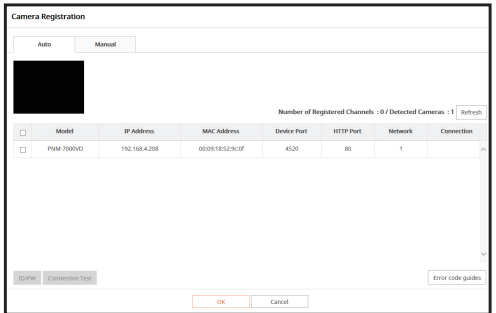 Camera Registration
Auto Manual
Number of Registered Channels : 0 / Detected Cameras : 1 Refresh
Model IP Address MAC Address Device Port HTTP Port Network Connection
PNM-7000VD 192.168.4.208 00:09:18:52:9c:0f 4520 80 1
ID/PW Connection Test Error code guides
OK Cancel